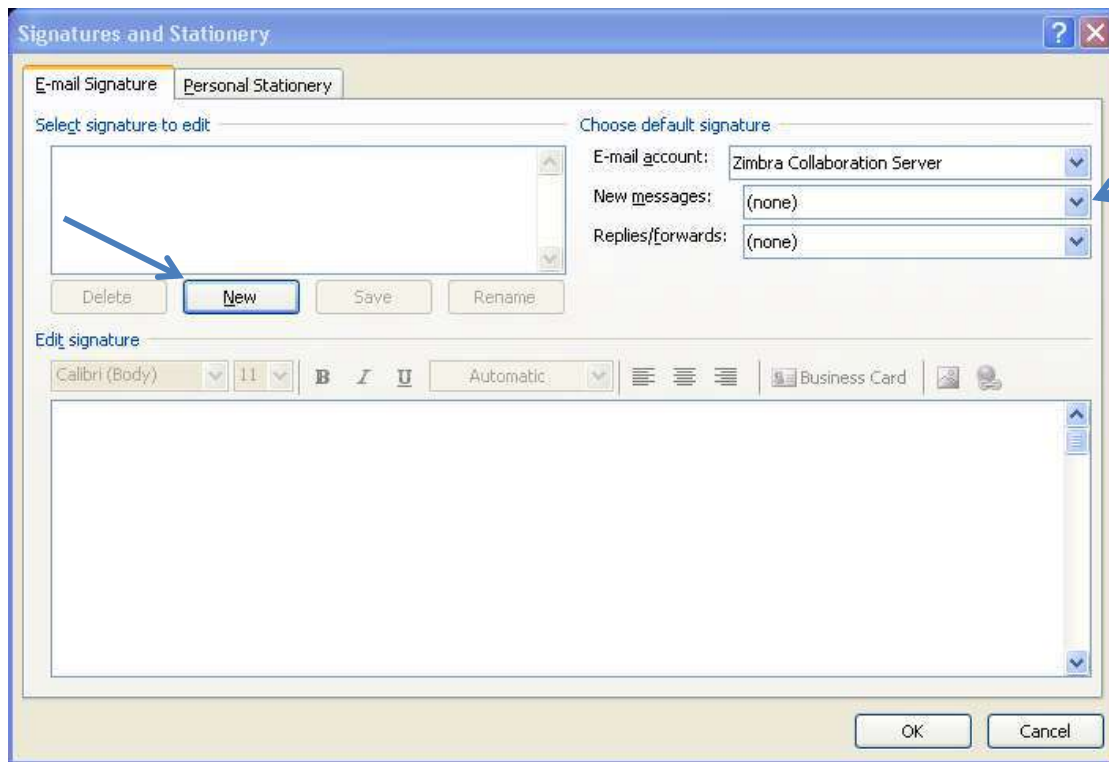 Signatures and Stationery
E-mail Signature Personal Stationery
Select signature to edit
Choose default signature
E-mail account: Zimbra Collaboration Server
New messages: (none)
Replies/forwards: (none)
Delete New Save Rename
Edit signature
Calibri (Body) 11 B I U Automatic Business Card
OK Cancel